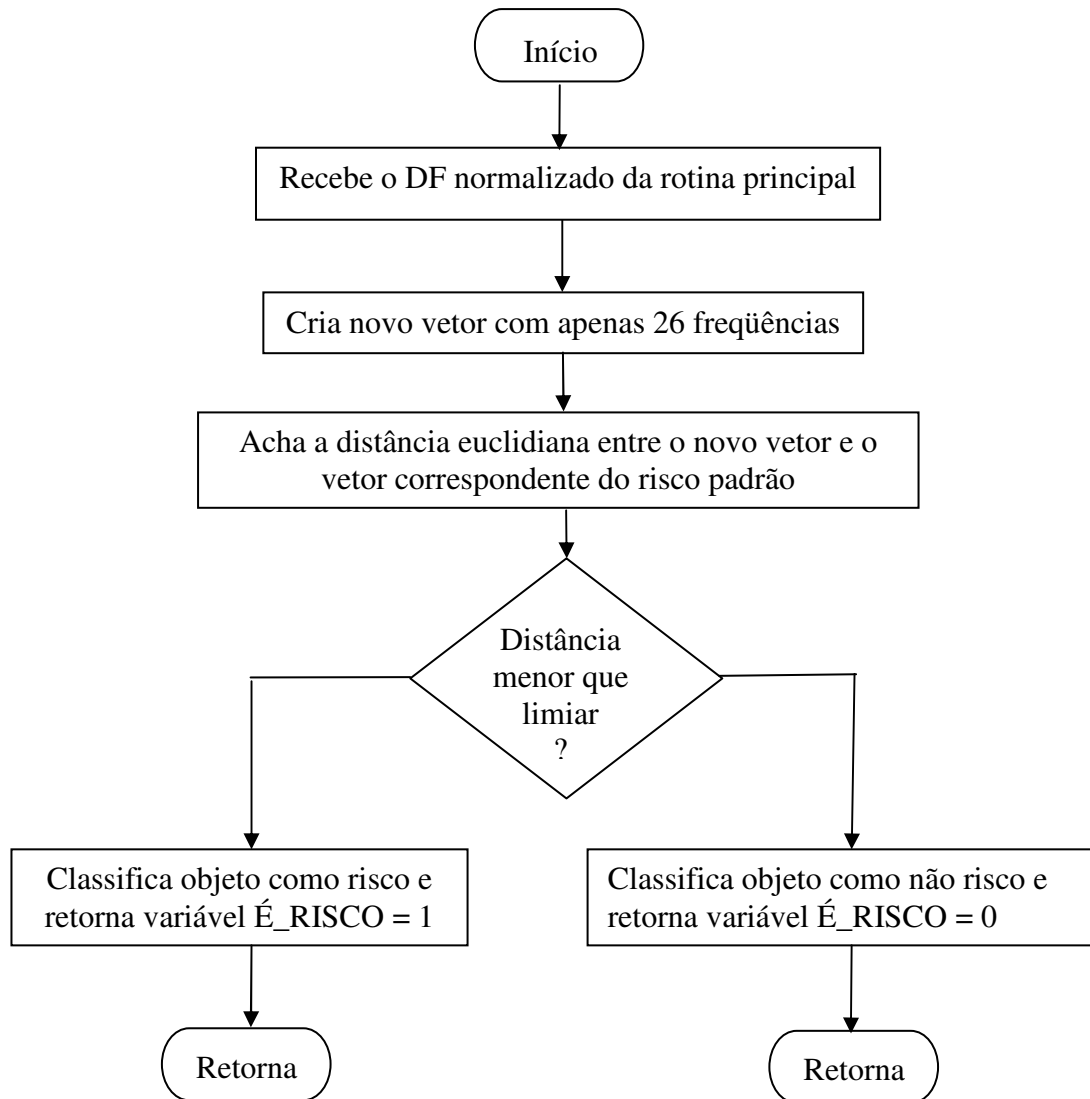 Início
Recebe o DF normalizado da rotina principal
Cria novo vetor com apenas 26 freqüências
Acha a distância euclidiana entre o novo vetor e o
vetor correspondente do risco padrão
Distância
menor que
limiar
?
Classifica objeto como risco e
retorna variável É_RISCO = 1
Classifica objeto como não risco e
retorna variável É_RISCO = 0
Retorna
Retorna